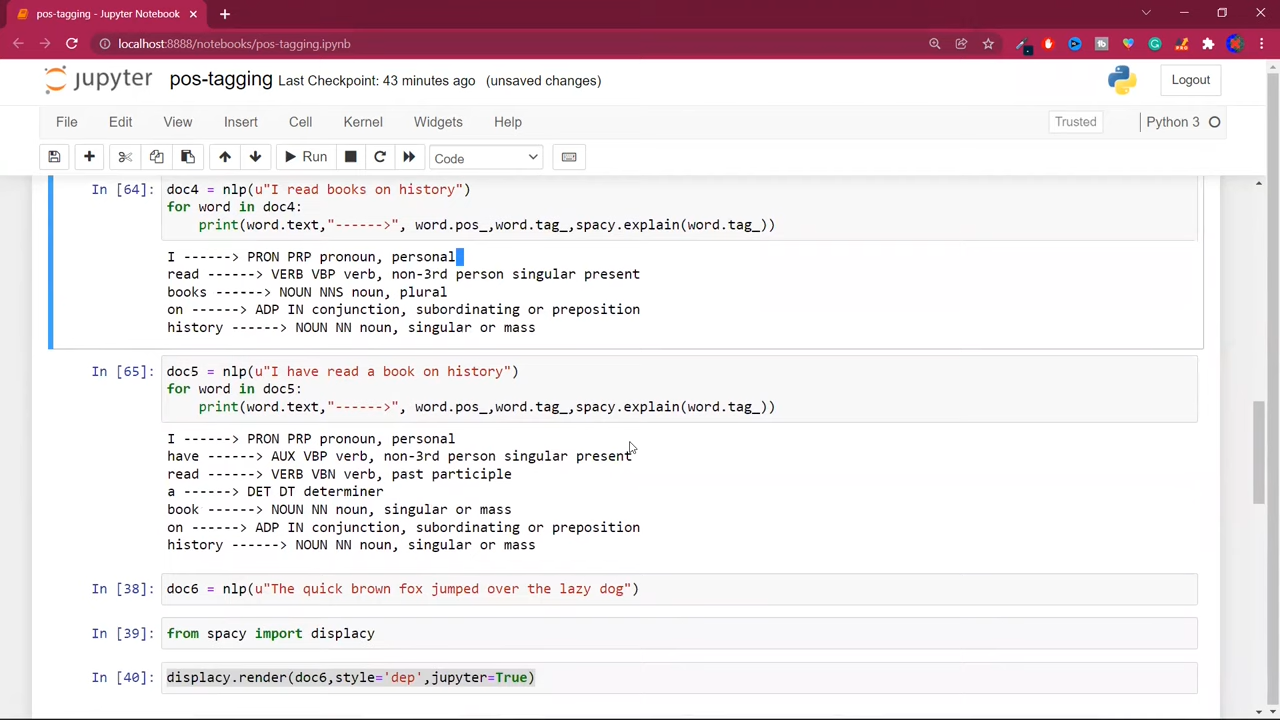 pos-tagging - Jupyter Notebook
localhost:8888/notebooks/pos-tagging.ipynb
jupyter pos-tagging Last Checkpoint: 43 minutes ago (unsaved changes) Logout
File Edit View Insert Cell Kernel Widgets Help Trusted Python 3
Run Code
In [64]: doc4 = nlp(u"I read books on history")
for word in doc4:
print(word.text,"------>", word.pos_,word.tag_,spacy.explain(word.tag_))
I ------> PRON PRP pronoun, personal
read ------> VERB VBP verb, non-3rd person singular present
books ------> NOUN NNS noun, plural
on ------> ADP IN conjunction, subordinating or preposition
history ------> NOUN NN noun, singular or mass
In [65]: doc5 = nlp(u"I have read a book on history")
for word in doc5:
print(word.text,"------>", word.pos_,word.tag_,spacy.explain(word.tag_))
I ------> PRON PRP pronoun, personal
have ------> AUX VBP verb, non-3rd person singular present
read ------> VERB VBN verb, past participle
a ------> DET DT determiner
book ------> NOUN NN noun, singular or mass
on ------> ADP IN conjunction, subordinating or preposition
history ------> NOUN NN noun, singular or mass
In [38]: doc6 = nlp(u"The quick brown fox jumped over the lazy dog")
In [39]: from spacy import displacy
In [40]: displacy.render(doc6,style='dep',jupyter=True)